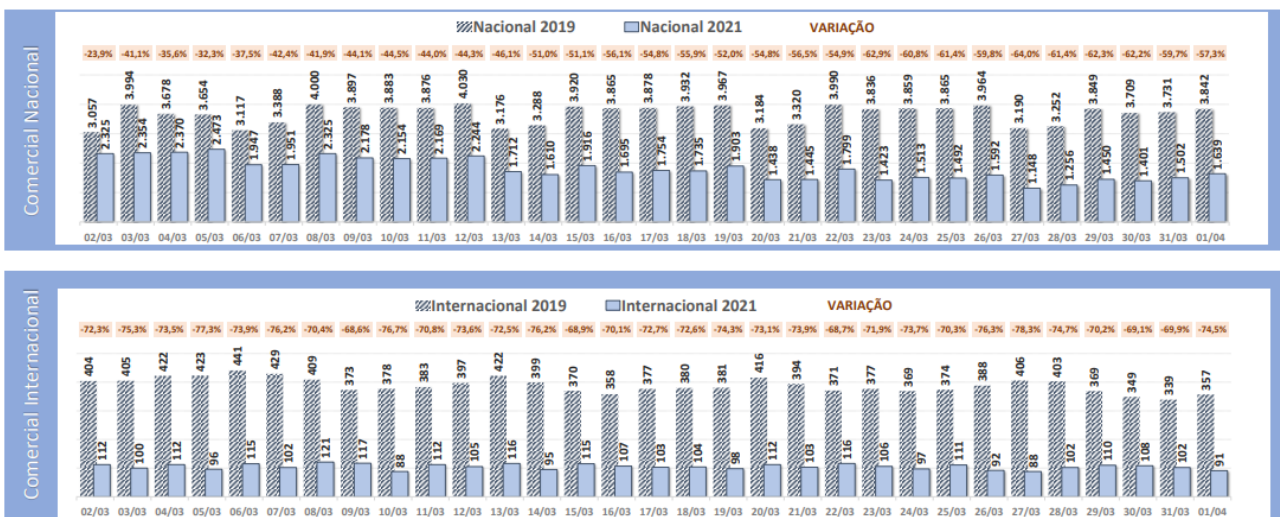 Comercial Nacional
Nacional 2019 Nacional 2021 VARIAÇÃO
-23,9% -41,1% -35,6% -32,3% -37,5% -42,4% -41,9% -44,1% -44,5% -44,0% -44,3% -46,1% -51,0% -51,1% -56,1% -54,8% -55,9% -52,0% -54,8% -56,5% -54,9% -62,9% -60,8% -61,4% -59,8% -64,0% -61,4% -62,3% -62,2% -59,7% -57,3%
3.057 3.994 3.678 3.654 3.117 3.388 4.000 3.897 3.883 3.876 4.030 3.176 3.288 3.920 3.865 3.878 3.932 3.967 3.184 3.320 3.990 3.836 3.859 3.865 3.964 3.190 3.252 3.849 3.709 3.731 3.842
2.325 2.354 2.370 2.473 1.947 1.951 2.325 2.178 2.154 2.169 2.244 1.712 1.610 1.916 1.695 1.754 1.735 1.903 1.438 1.445 1.799 1.423 1.513 1.492 1.592 1.148 1.256 1.450 1.401 1.502 1.639
02/03 03/03 04/03 05/03 06/03 07/03 08/03 09/03 10/03 11/03 12/03 13/03 14/03 15/03 16/03 17/03 18/03 19/03 20/03 21/03 22/03 23/03 24/03 25/03 26/03 27/03 28/03 29/03 30/03 31/03 01/04
Comercial Internacional
Internacional 2019 Internacional 2021 VARIAÇÃO
-72,3% -75,3% -73,5% -77,3% -73,9% -76,2% -70,4% -68,6% -76,7% -70,8% -73,6% -72,5% -76,2% -68,9% -70,1% -72,7% -72,6% -74,3% -73,1% -73,9% -68,7% -71,9% -73,7% -70,3% -76,3% -78,3% -74,7% -70,2% -69,1% -69,9% -74,5%
404 405 422 423 441 429 409 373 378 383 397 422 399 370 358 377 380 381 416 394 371 377 369 374 388 406 403 369 349 339 357
112 100 112 96 115 102 121 117 88 112 105 116 95 115 107 103 104 98 112 103 116 106 97 111 92 88 102 110 108 102 91
02/03 03/03 04/03 05/03 06/03 07/03 08/03 09/03 10/03 11/03 12/03 13/03 14/03 15/03 16/03 17/03 18/03 19/03 20/03 21/03 22/03 23/03 24/03 25/03 26/03 27/03 28/03 29/03 30/03 31/03 01/04